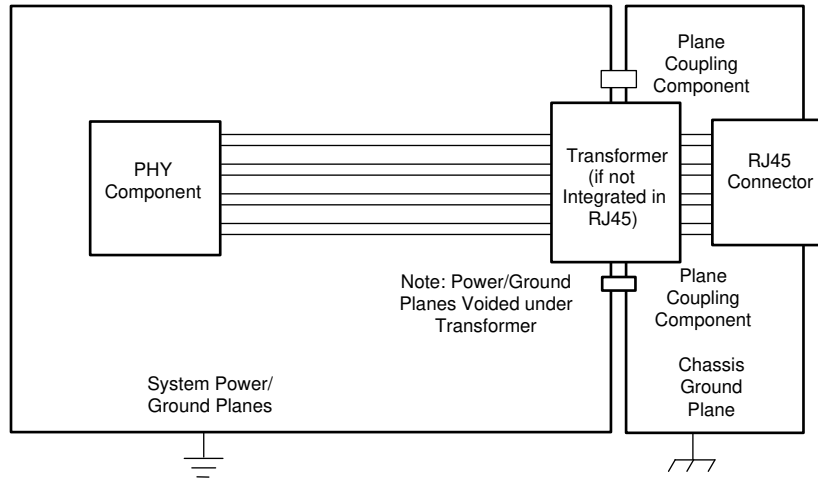 Plane
Coupling
Component
PHY
Component
Transformer
(if not
Integrated in
RJ45)
RJ45
Connector
Note: Power/Ground
Planes Voided under
Transformer
Plane
Coupling
Component
System Power/
Ground Planes
Chassis
Ground
Plane